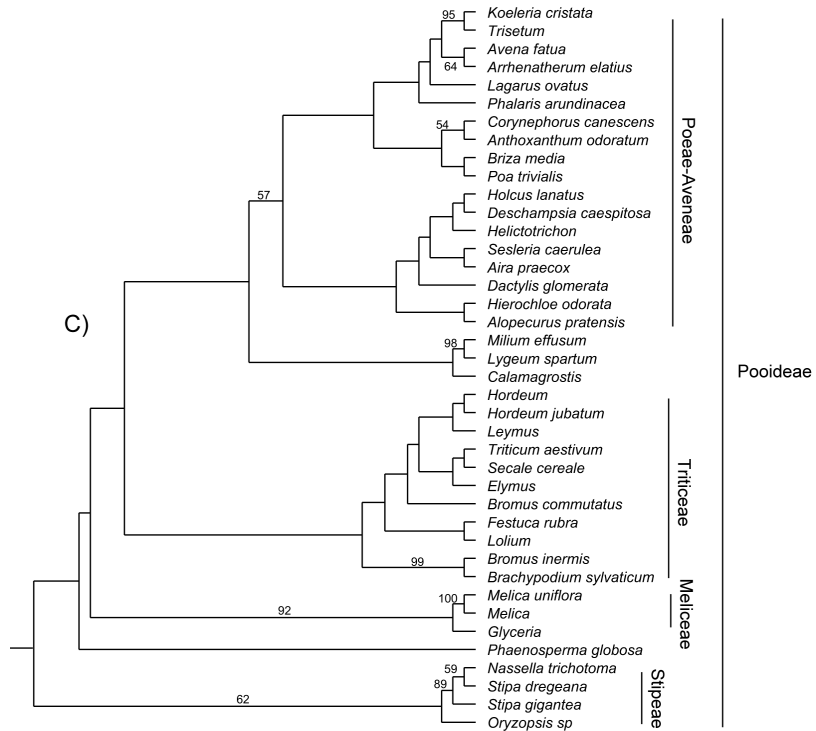 95
Koeleria cristata
Trisetum
Avena fatua
64
Arrhenatherum elatius
Lagarus ovatus
Phalaris arundinacea
54
Corynephorus canescens
Anthoxanthum odoratum
Briza media
Poa trivialis
57
Holcus lanatus
Deschampsia caespitosa
Helictotrichon
Sesleria caerulea
Aira praecox
Dactylis glomerata
Hierochloe odorata
Alopecurus pratensis
Poeae-Aveneae
C)
98
Milium effusum
Lygeum spartum
Calamagrostis
Pooideae
Hordeum
Hordeum jubatum
Leymus
Triticum aestivum
Secale cereale
Elymus
Bromus commutatus
Festuca rubra
Lolium
99
Bromus inermis
Brachypodium sylvaticum
Triticeae
92
100
Melica uniflora
Melica
Glyceria
Meliceae
Phaenosperma globosa
62
89
59
Nassella trichotoma
Stipa dregeana
Stipa gigantea
Oryzopsis sp
Stipeae